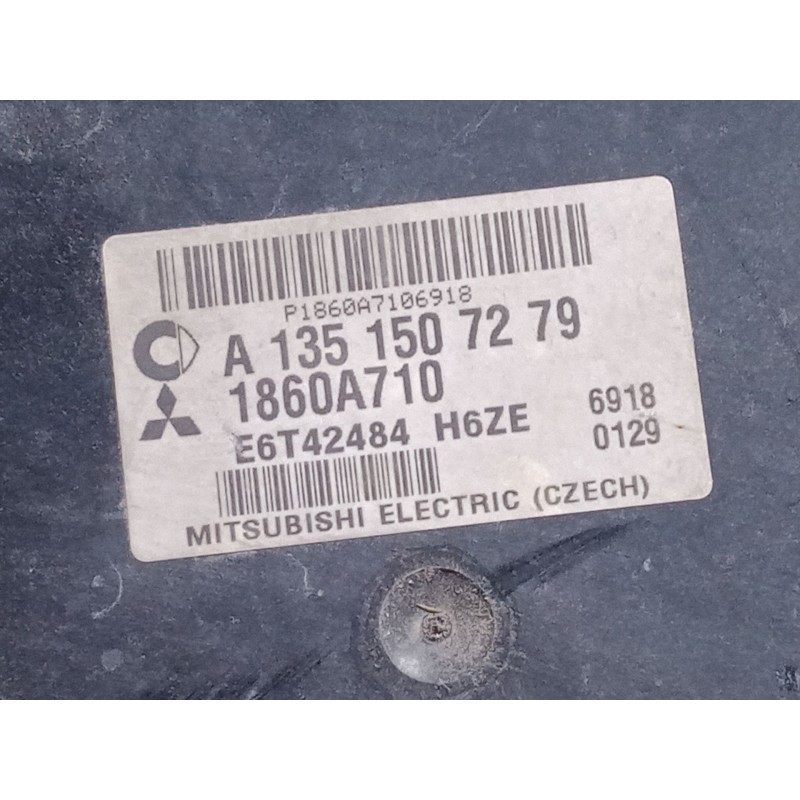 P1860A7106918
A 135 150 72 79
1860A710
E6T42484 H6ZE
6918
0129
MITSUBISHI ELECTRIC (CZECH)